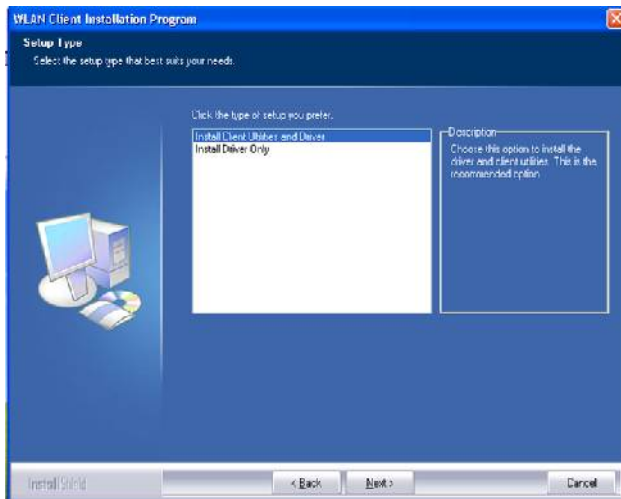 WLAN Client Installation Program
Setup Type
Select the setup type that best suits your needs.
Click the type of setup you prefer.
Install Client Utilities and Driver
Install Driver Only
Description
Choose this option to install the
driver and client utilities. This is the
recommended option.
InstallShield
< Back
Next >
Cancel